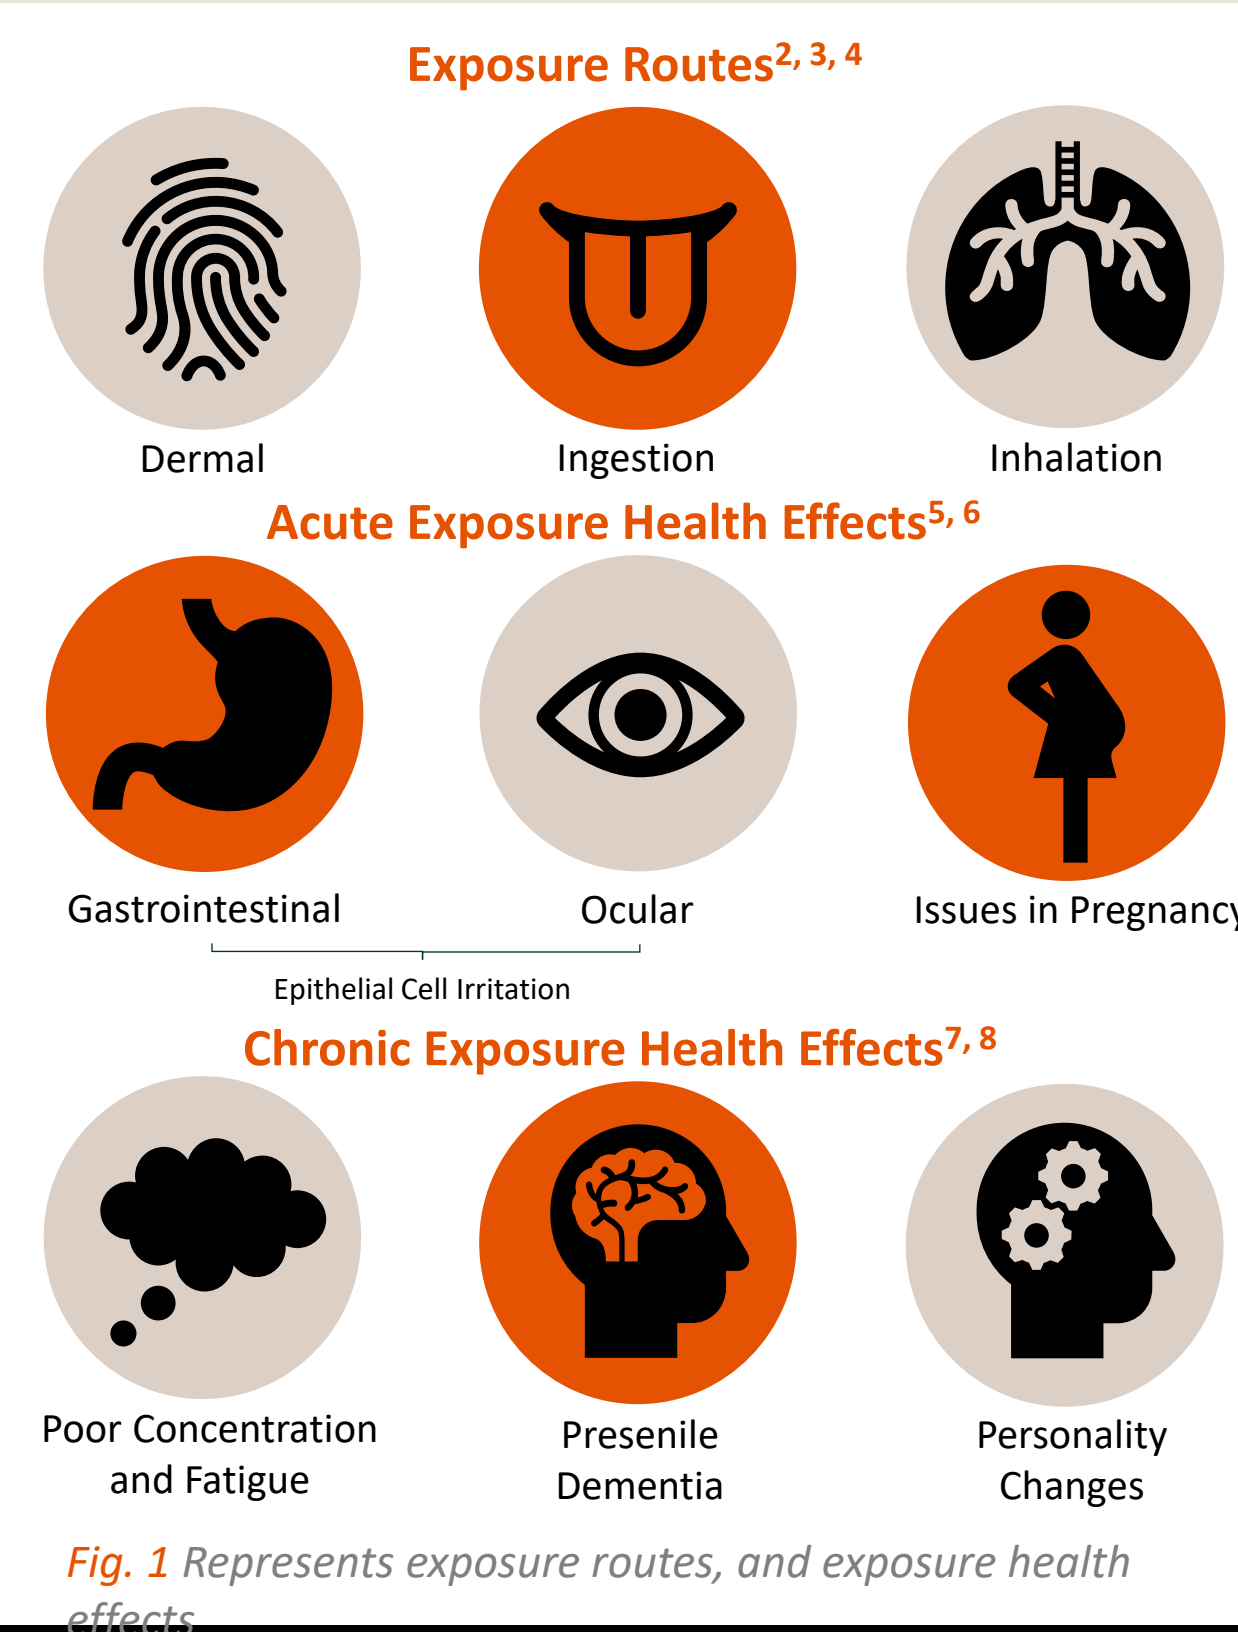 Exposure Routes2, 3, 4
Dermal
Ingestion
Inhalation
Acute Exposure Health Effects5, 6
Gastrointestinal
Ocular
Issues in Pregnancy
Epithelial Cell Irritation
Chronic Exposure Health Effects7, 8
Poor Concentration
and Fatigue
Presenile
Dementia
Personality
Changes
Fig. 1 Represents exposure routes, and exposure health
effects